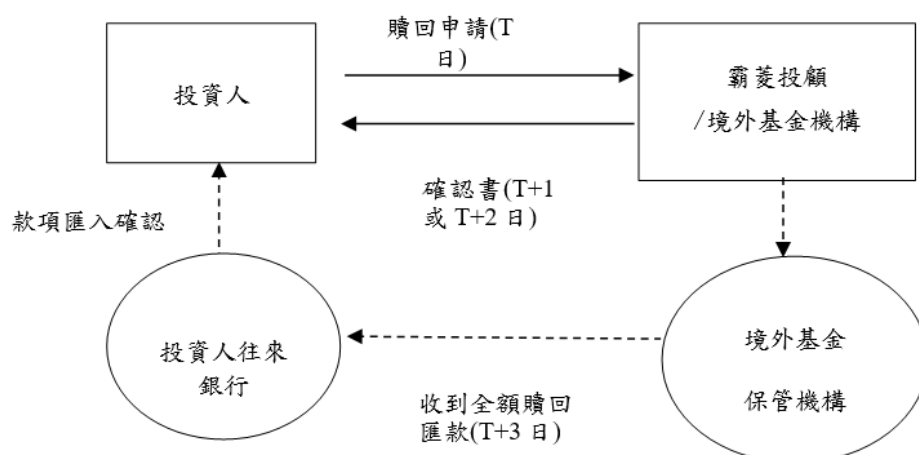 贖回申請(T
日)
投資人
霸菱投顧
/境外基金機構
確認書(T+1
或 T+2 日)
款項匯入確認
投資人往來
銀行
境外基金
保管機構
收到全額贖回
匯款(T+3 日)